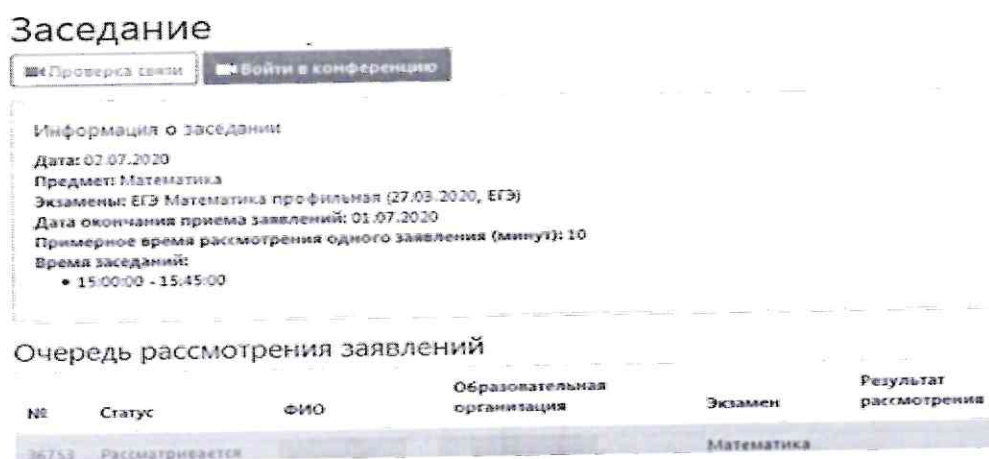 Заседание
Проверка связи
Войти в конференцию
Информация о заседании
Дата: 02.07.2020
Предмет: Математика
Экзамены: ЕГЭ Математика профильная (27.03.2020, ЕГЭ)
Дата окончания приема заявлений: 01.07.2020
Примерное время рассмотрения одного заявления (минут): 10
Время заседаний:
• 15:00:00 - 15:45:00
Очередь рассмотрения заявлений
№ Статус ФИО Образовательная организация Экзамен Результат рассмотрения
36753 Рассматривается Математика